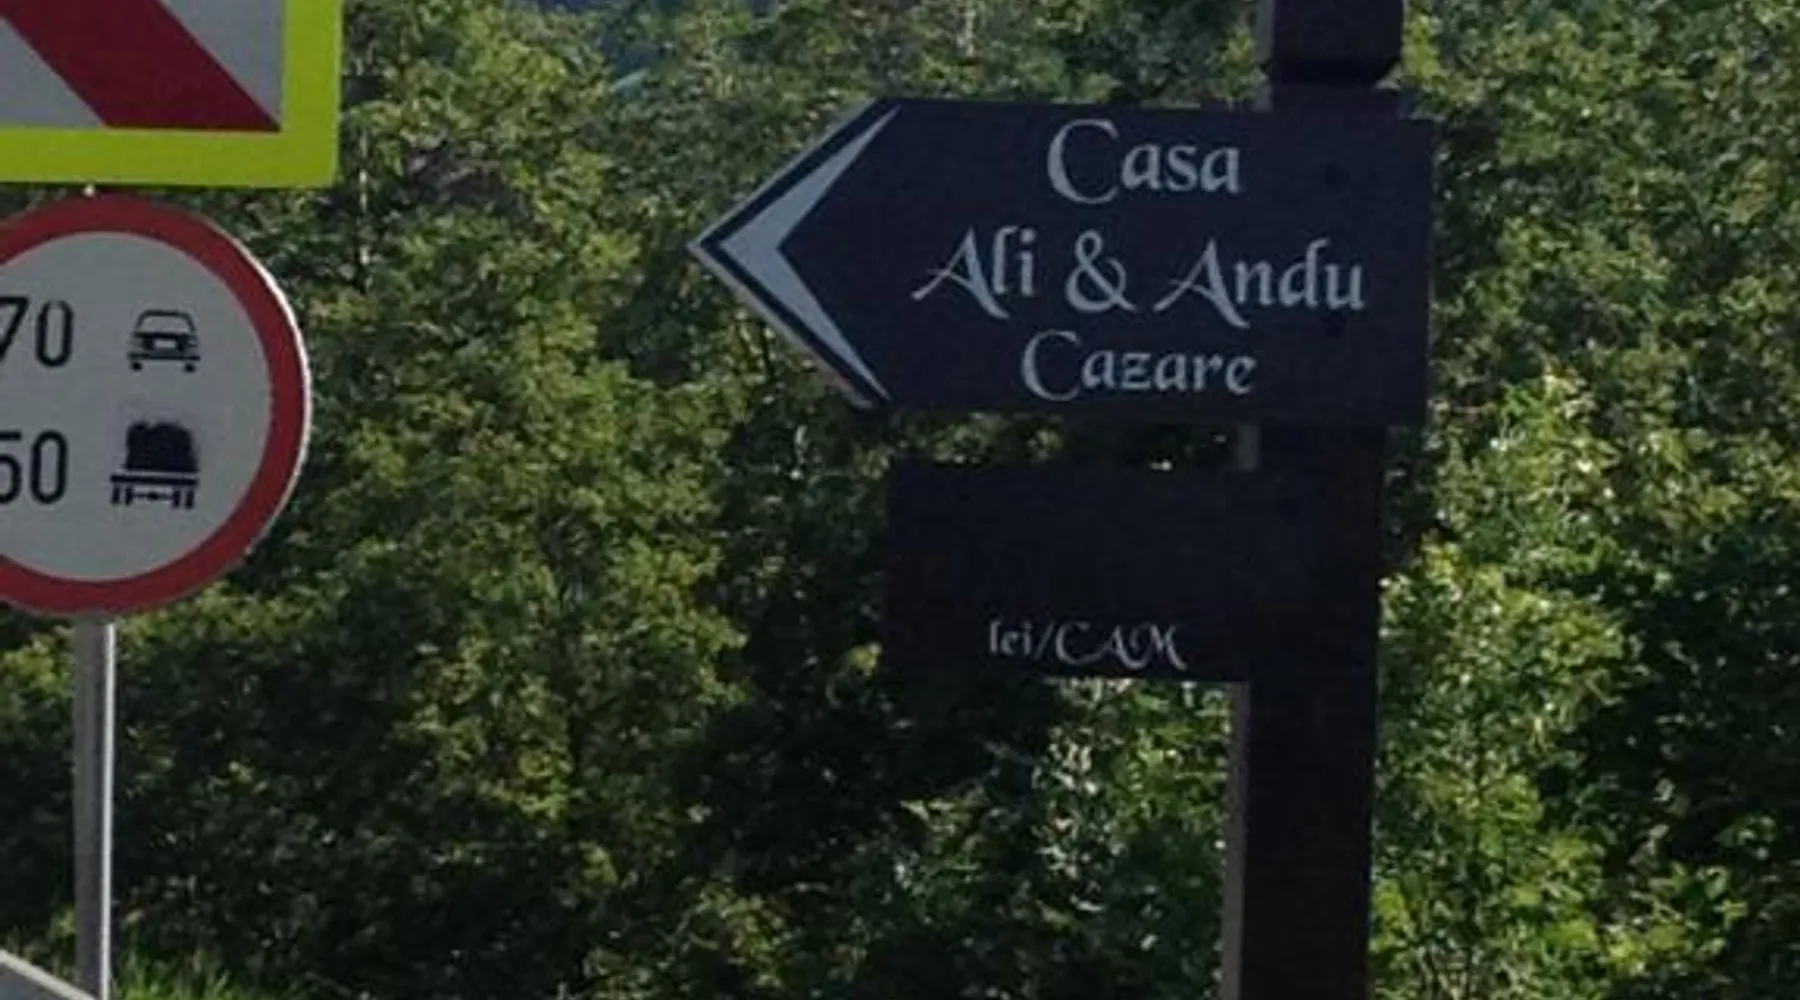 70
50
Casa
Ali & Andu
Cazare
lei/CAM